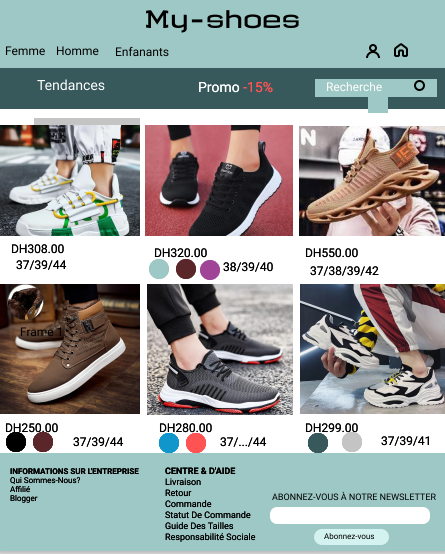 My-shoes
Femme Homme Enfanants
Tendances Promo -15% Recherche
N
DH308.00
37/39/44
DH320.00
38/39/40
DH550.00
37/38/39/42
Frame 1
DH250.00
37/39/44
DH280.00
37/.../44
DH299.00
37/39/41
INFORMATIONS SUR L'ENTREPRISE
Qui Sommes-Nous?
Affilié
Blogger
CENTRE & D'AIDE
Livraison
Retour
Commande
Statut De Commande
Guide Des Tailles
Responsabilité Sociale
ABONNEZ-VOUS À NOTRE NEWSLETTER
Abonnez-vous